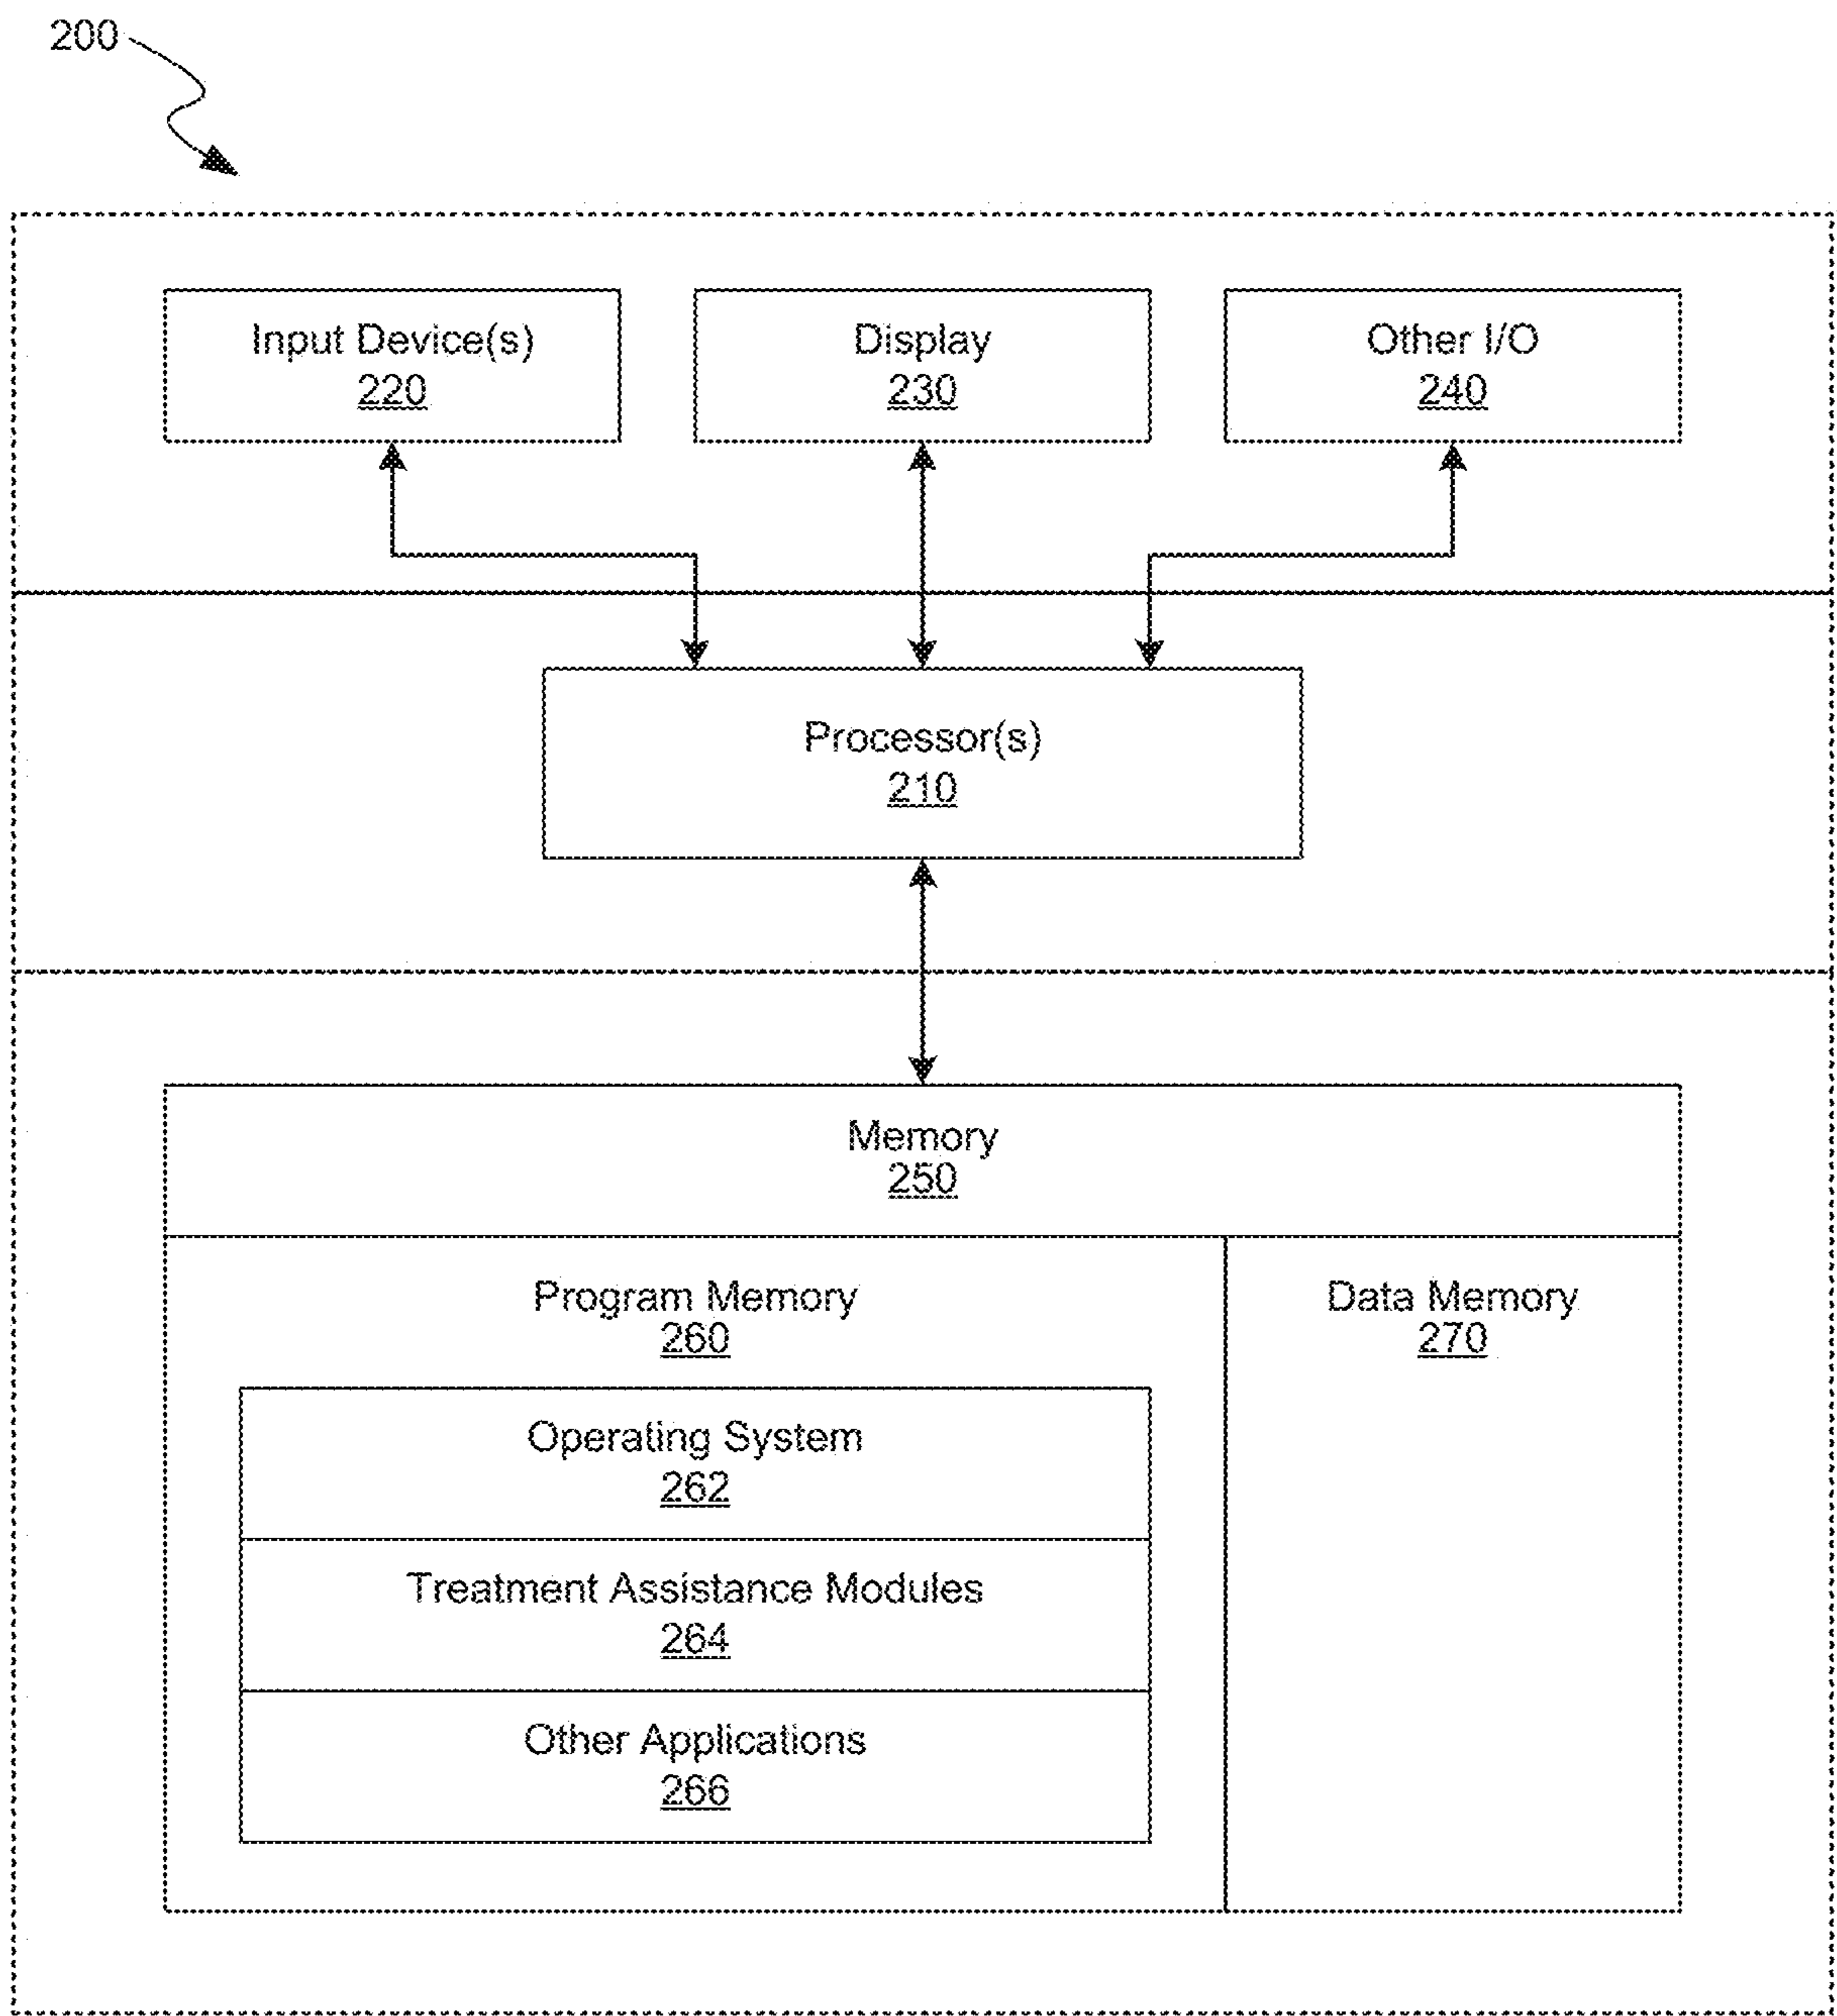 200
Input Device(s)
220
Display
230
Other I/O
240
Processor(s)
210
Memory
250
Program Memory
260
Data Memory
270
Operating System
262
Treatment Assistance Modules
264
Other Applications
266